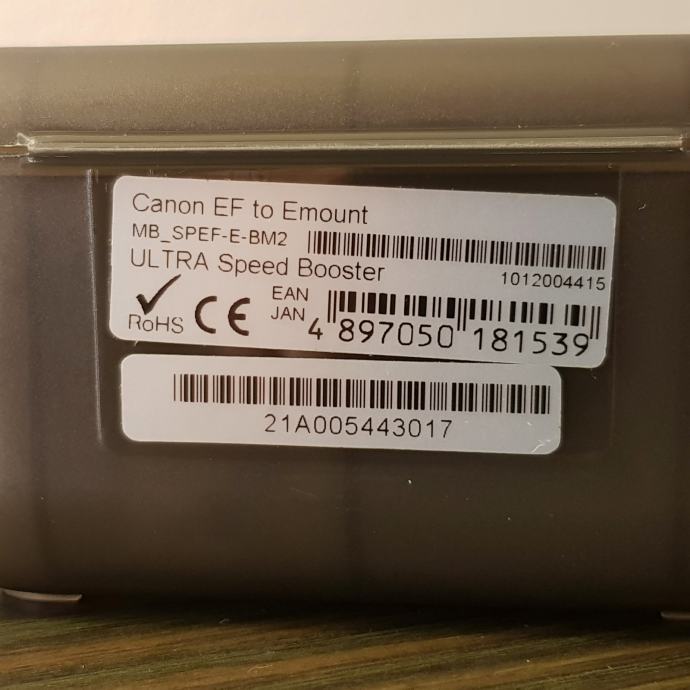 Canon EF to Emount
MB_SPEF-E-BM2
ULTRA Speed Booster
1012004415
RoHS CE EAN
JAN
4 897050 181539
21A005443017